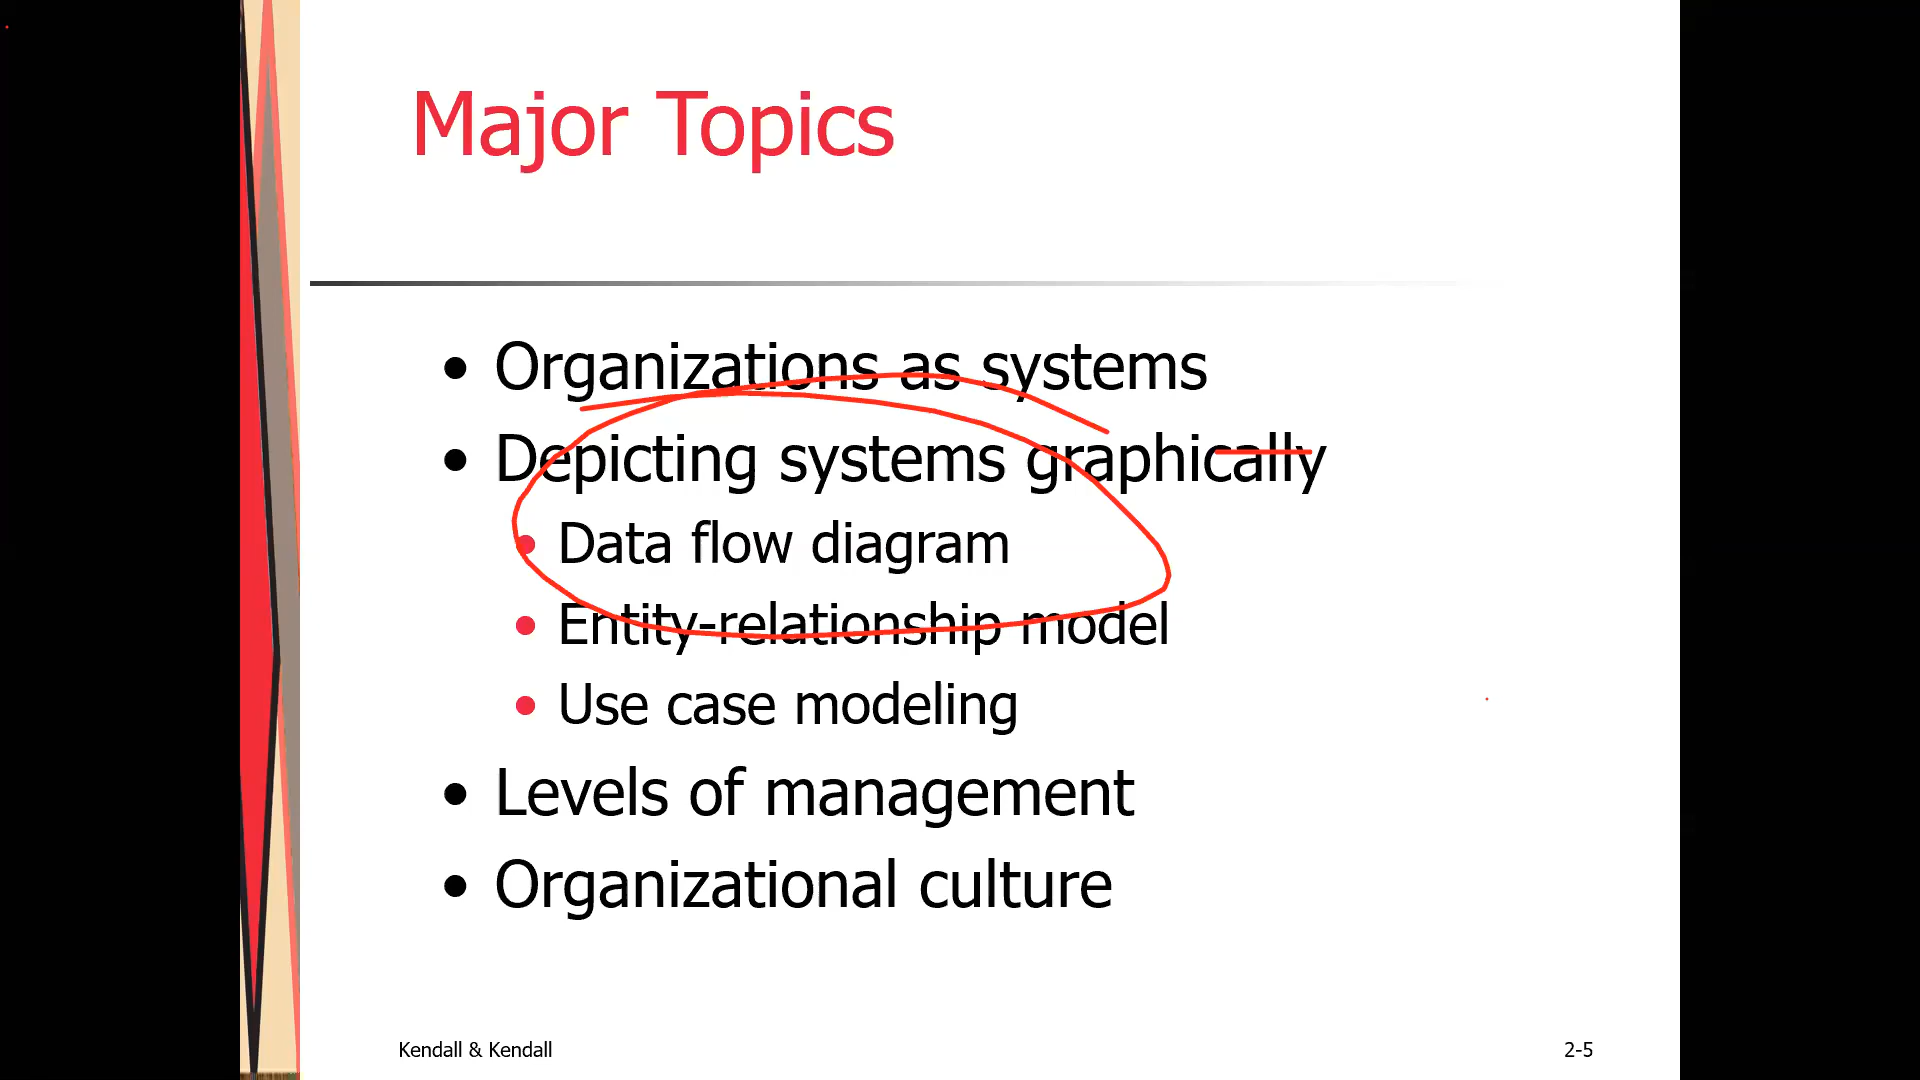 Major Topics
• Organizations as systems
• Depicting systems graphically
• Data flow diagram
• Entity-relationship model
• Use case modeling
• Levels of management
• Organizational culture
Kendall & Kendall
2-5